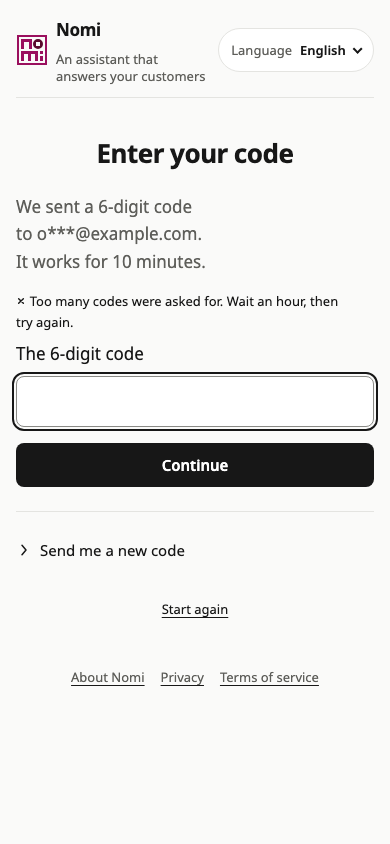 Nomi
An assistant that
answers your customers
Language English
Enter your code
We sent a 6-digit code
to o***@example.com.
It works for 10 minutes.
× Too many codes were asked for. Wait an hour, then
try again.
The 6-digit code
Continue
Send me a new code
Start again
About Nomi Privacy Terms of service